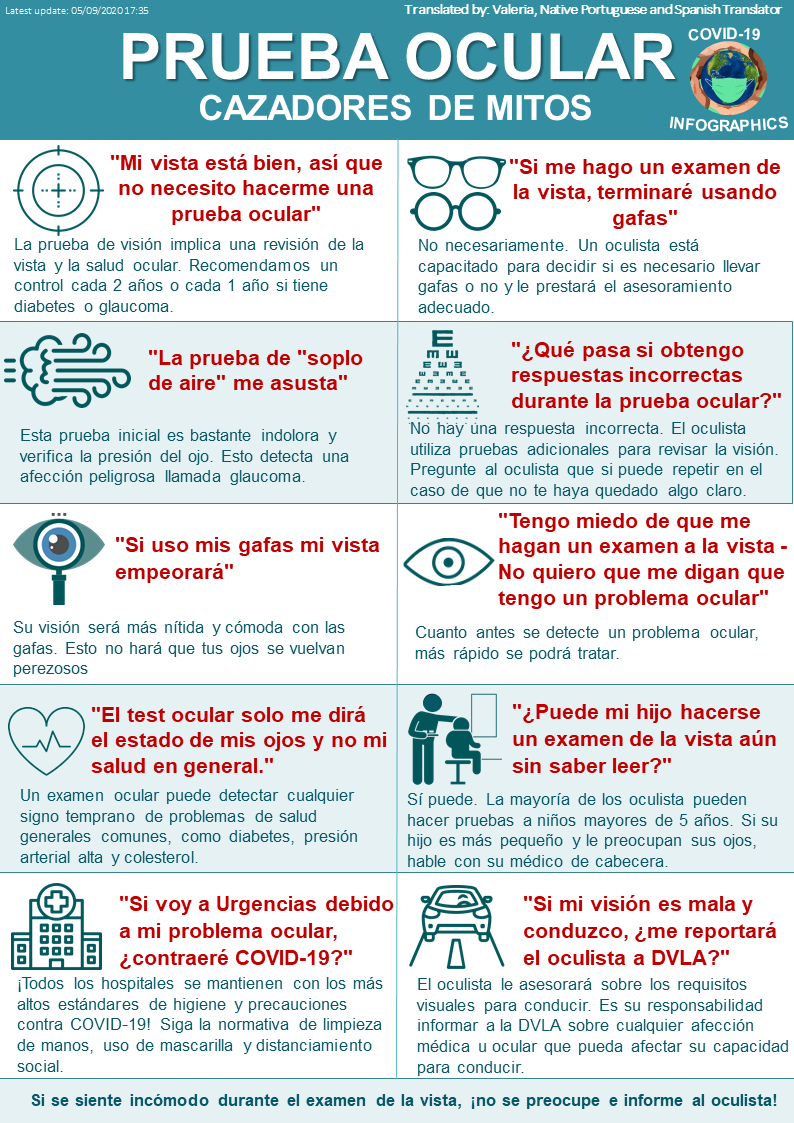 Latest update: 05/09/2020 17:35
Translated by: Valeria, Native Portuguese and Spanish Translator
PRUEBA OCULAR
CAZADORES DE MITOS
COVID-19
INFOGRAPHICS
"Mi vista está bien, así que
no necesito hacerme una
prueba ocular"
La prueba de visión implica una revisión de la
vista y la salud ocular. Recomendamos un
control cada 2 años o cada 1 año si tiene
diabetes o glaucoma.
"Si me hago un examen de
la vista, terminaré usando
gafas"
No necesariamente. Un oculista está
capacitado para decidir si es necesario llevar
gafas o no y le prestará el asesoramiento
adecuado.
"La prueba de "soplo
de aire" me asusta"
Esta prueba inicial es bastante indolora y
verifica la presión del ojo. Esto detecta una
afección peligrosa llamada glaucoma.
"¿Qué pasa si obtengo
respuestas incorrectas
durante la prueba ocular?"
No hay una respuesta incorrecta. El oculista
utiliza pruebas adicionales para revisar la visión.
Pregunte al oculista que si puede repetir en el
caso de que no te haya quedado algo claro.
"Si uso mis gafas mi vista
empeorará"
Su visión será más nítida y cómoda con las
gafas. Esto no hará que tus ojos se vuelvan
perezosos
"Tengo miedo de que me
hagan un examen a la vista -
No quiero que me digan que
tengo un problema ocular"
Cuanto antes se detecte un problema ocular,
más rápido se podrá tratar.
"El test ocular solo me dirá
el estado de mis ojos y no mi
salud en general."
Un examen ocular puede detectar cualquier
signo temprano de problemas de salud
generales comunes, como diabetes, presión
arterial alta y colesterol.
"¿Puede mi hijo hacerse
un examen de la vista aún
sin saber leer?"
Sí puede. La mayoría de los oculista pueden
hacer pruebas a niños mayores de 5 años. Si su
hijo es más pequeño y le preocupan sus ojos,
hable con su médico de cabecera.
"Si voy a Urgencias debido
a mi problema ocular,
¿contraeré COVID-19?"
¡Todos los hospitales se mantienen con los más
altos estándares de higiene y precauciones
contra COVID-19! Siga la normativa de limpieza
de manos, uso de mascarilla y distanciamiento
social.
"Si mi visión es mala y
conduzco, ¿me reportará
el oculista a DVLA?"
El oculista le asesorará sobre los requisitos
visuales para conducir. Es su responsabilidad
informar a la DVLA sobre cualquier afección
médica u ocular que pueda afectar su capacidad
para conducir.
Si se siente incómodo durante el examen de la vista, ¡no se preocupe e informe al oculista!